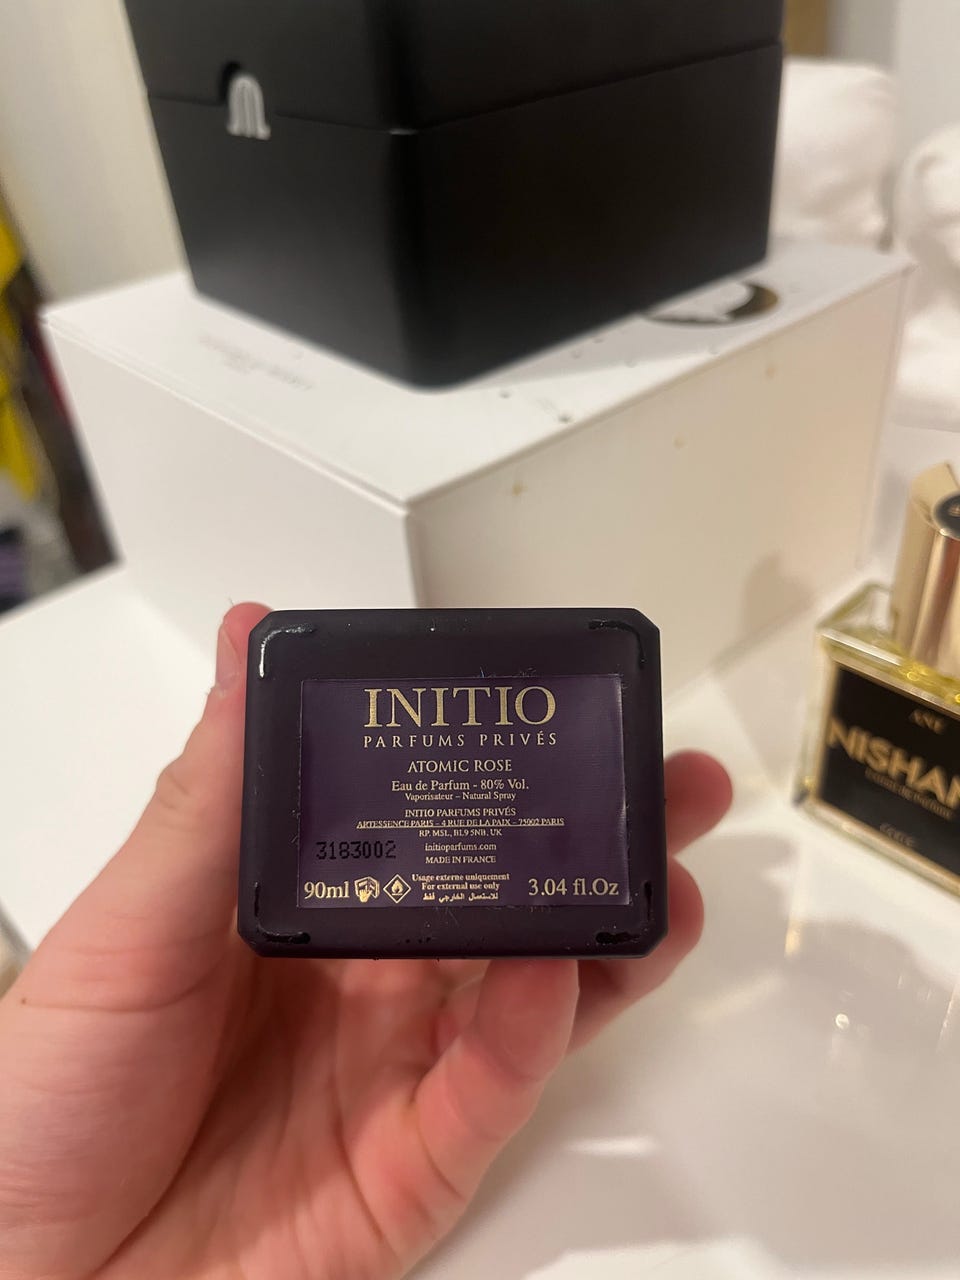 INITIO
PARFUMS PRIVÉS
ATOMIC ROSE
Eau de Parfum - 80% Vol.
Vaporisateur – Natural Spray
INITIO PARFUMS PRIVÉS
ARTESSENCE PARIS – 4 RUE DE LA PAIX – 75002 PARIS
RP. MSL, BL9 5NB, UK
3183002
initioparfums.com
MADE IN FRANCE
Usage externe uniquement
For external use only
للاستعمال الخارجي فقط
90ml
3.04 fl.Oz
ANI
NISHAN